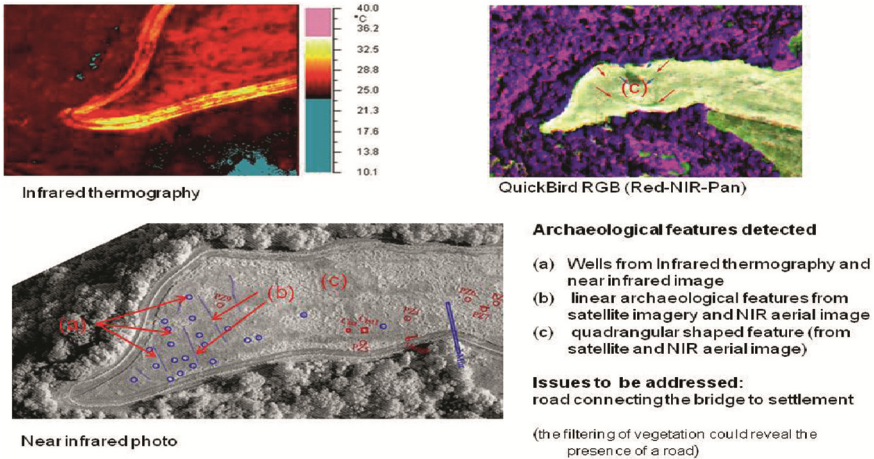 40.0
°C
36.2
32.5
28.8
25.0
21.3
17.6
13.8
10.1
Infrared thermography
(c)
QuickBird RGB (Red-NIR-Pan)
(a)
(b)
(c)
Near infrared photo
Archaeological features detected
(a) Wells from Infrared thermography and
near infrared image
(b) linear archaeological features from
satellite imagery and NIR aerial image
(c) quadrangular shaped feature (from
satellite and NIR aerial image)
Issues to be addressed:
road connecting the bridge to settlement
(the filtering of vegetation could reveal the
presence of a road)